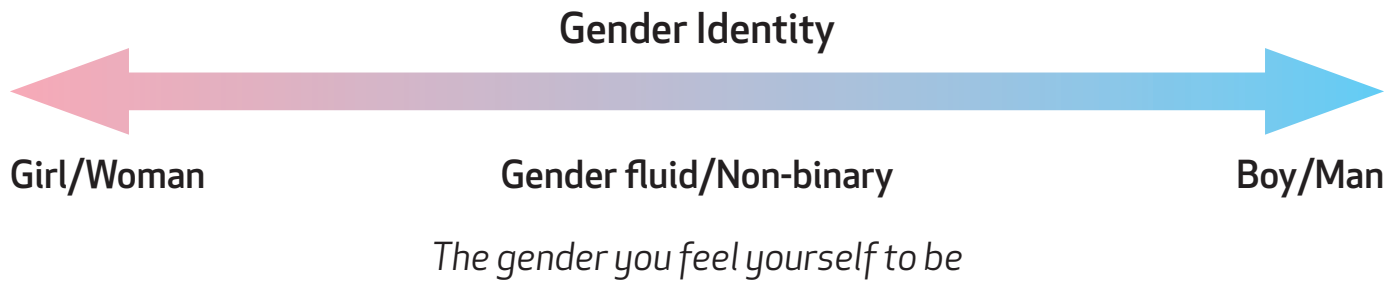 Gender Identity
Girl/Woman Gender fluid/Non-binary Boy/Man
The gender you feel yourself to be